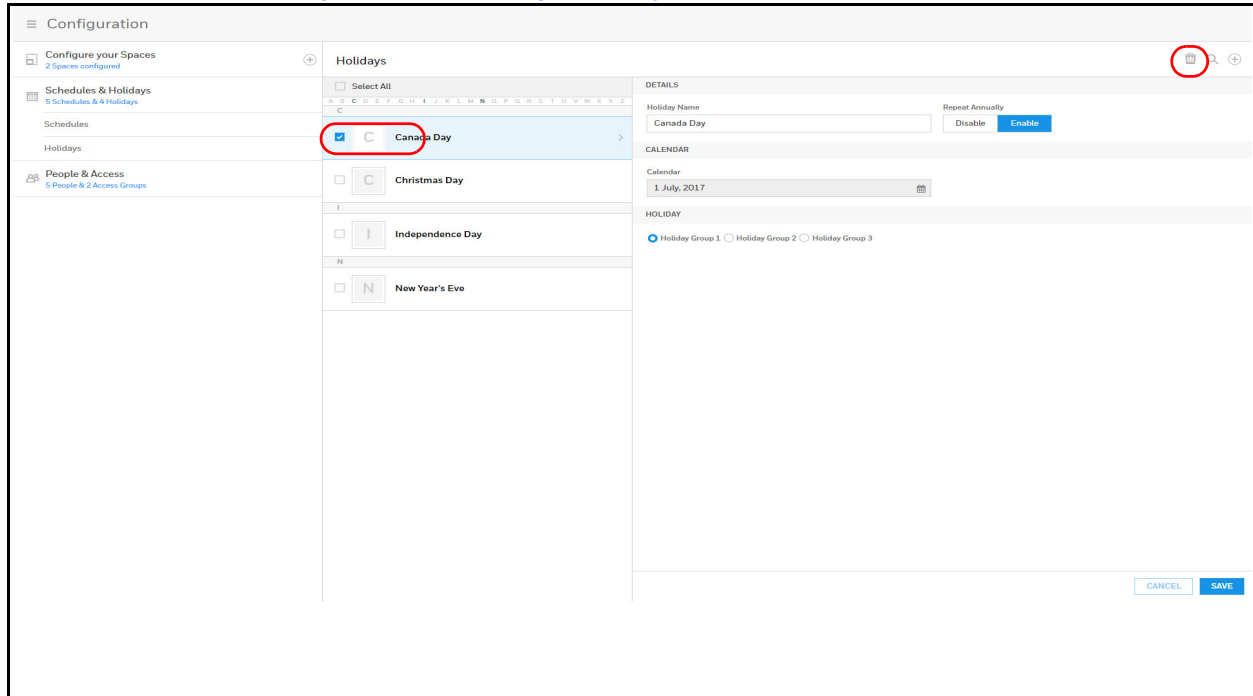 Configuration
Configure your Spaces
2 Spaces configured
Schedules & Holidays
5 Schedules & 4 Holidays
Schedules
Holidays
People & Access
5 People & 2 Access Groups
Holidays
Select All
A B C D E F G H I J K L M N O P Q R S T U V W X Y Z
C
C Canada Day
C Christmas Day
I
I Independence Day
N
N New Year's Eve
DETAILS
Holiday Name
Repeat Annually
Canada Day
Disable Enable
CALENDAR
Calendar
1 July, 2017
HOLIDAY
Holiday Group 1 Holiday Group 2 Holiday Group 3
CANCEL SAVE